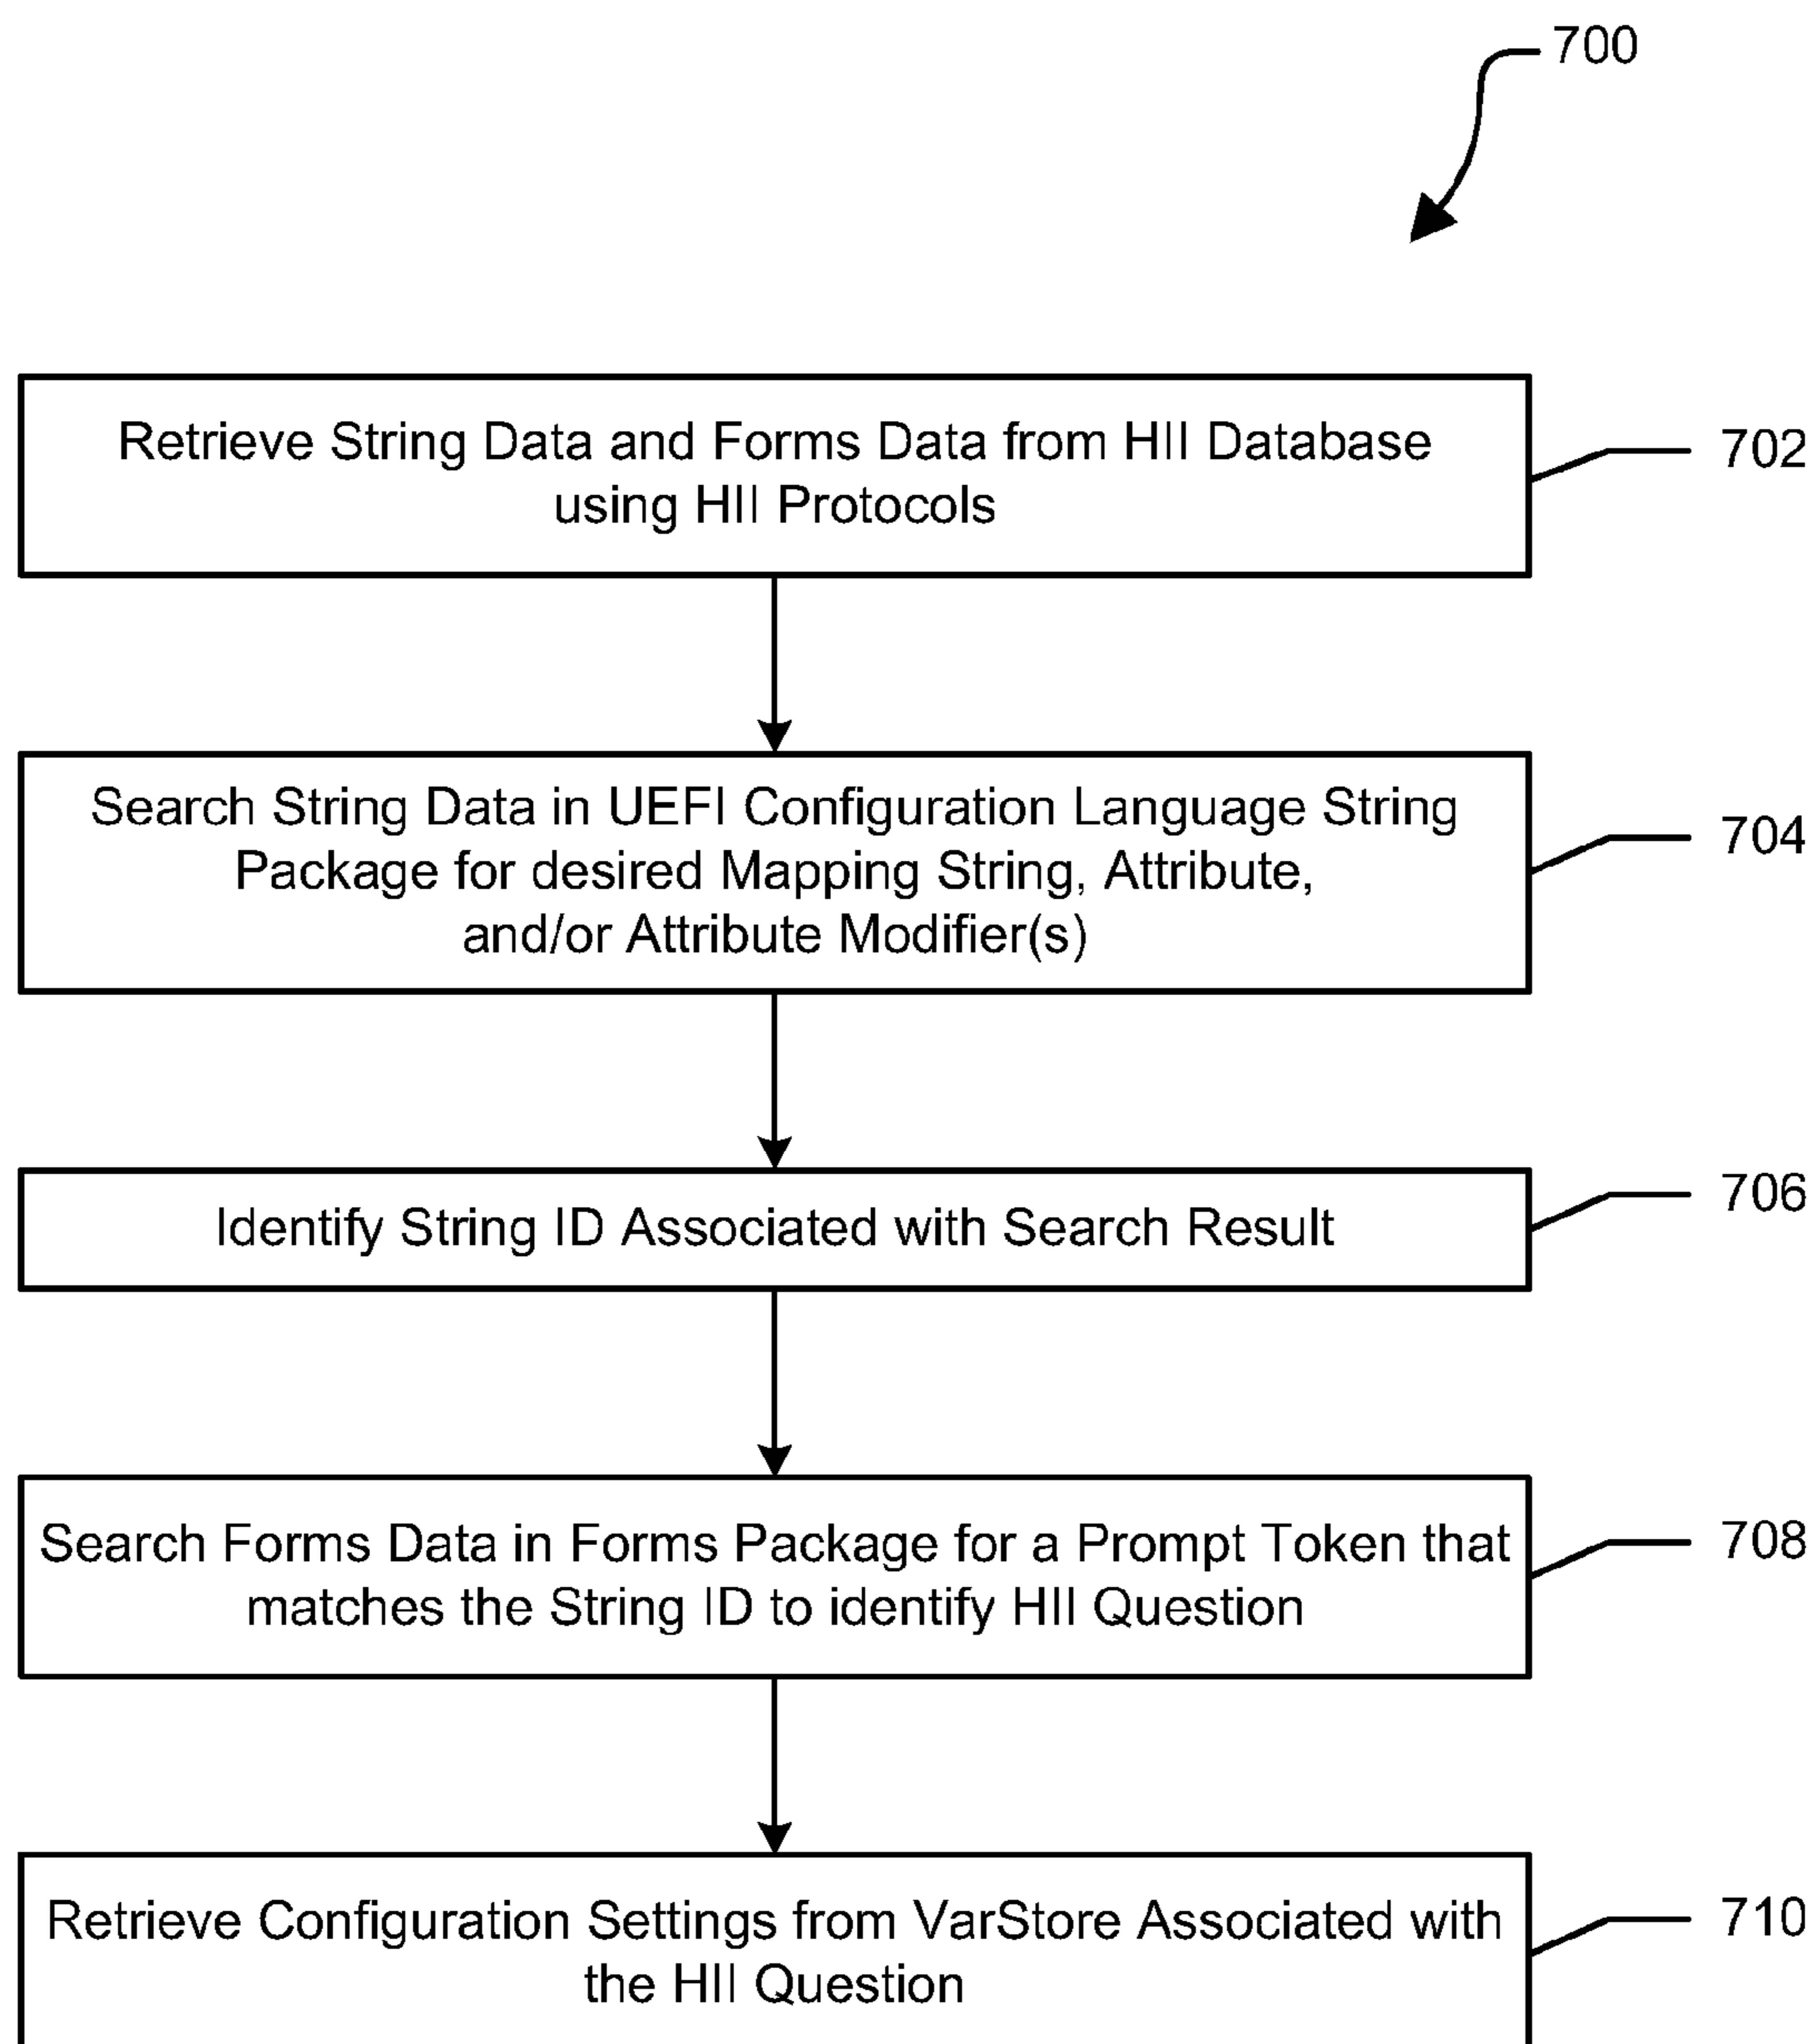 700
Retrieve String Data and Forms Data from HII Database
using HII Protocols
702
Search String Data in UEFI Configuration Language String
Package for desired Mapping String, Attribute,
and/or Attribute Modifier(s)
704
Identify String ID Associated with Search Result
706
Search Forms Data in Forms Package for a Prompt Token that
matches the String ID to identify HII Question
708
Retrieve Configuration Settings from VarStore Associated with
the HII Question
710